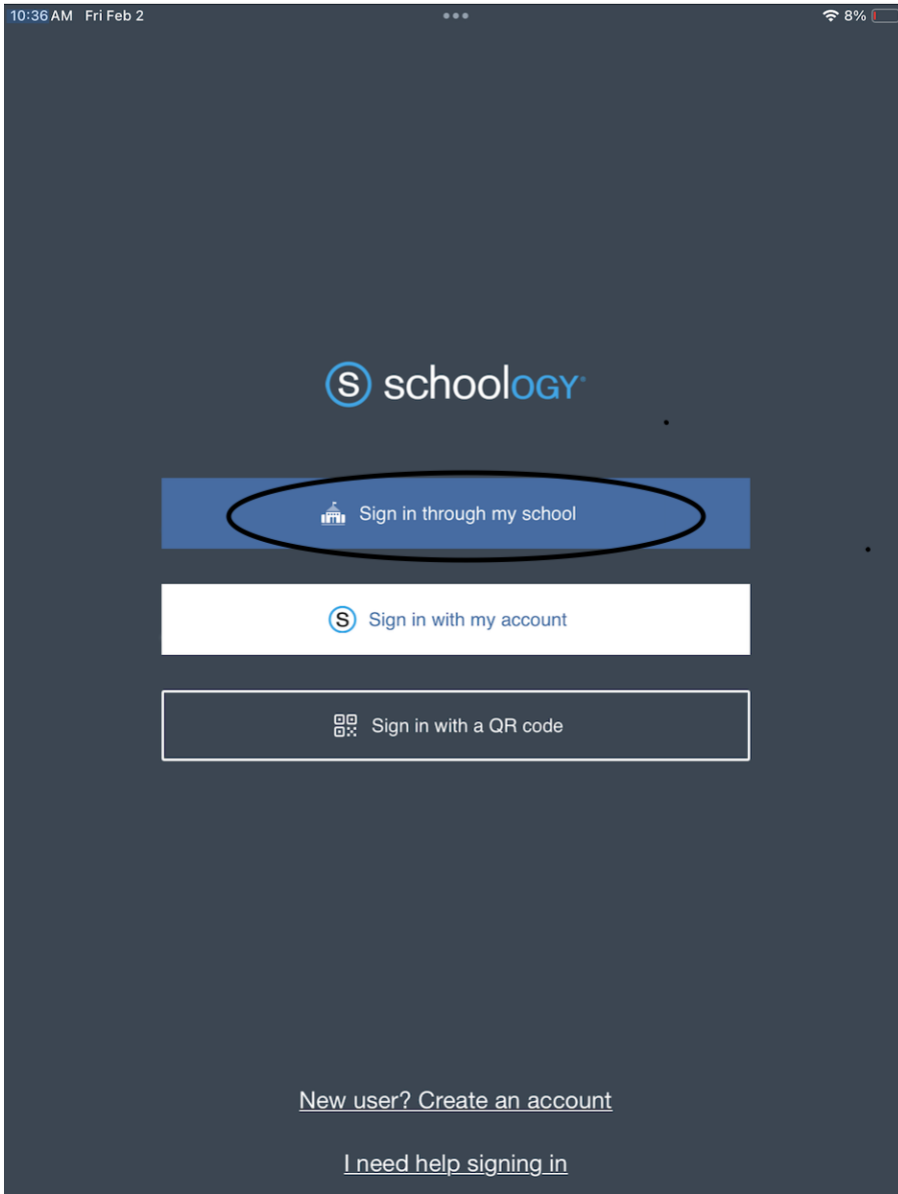 10:36 AM Fri Feb 2 8%
S schoology
Sign in through my school
S Sign in with my account
Sign in with a QR code
New user? Create an account
I need help signing in